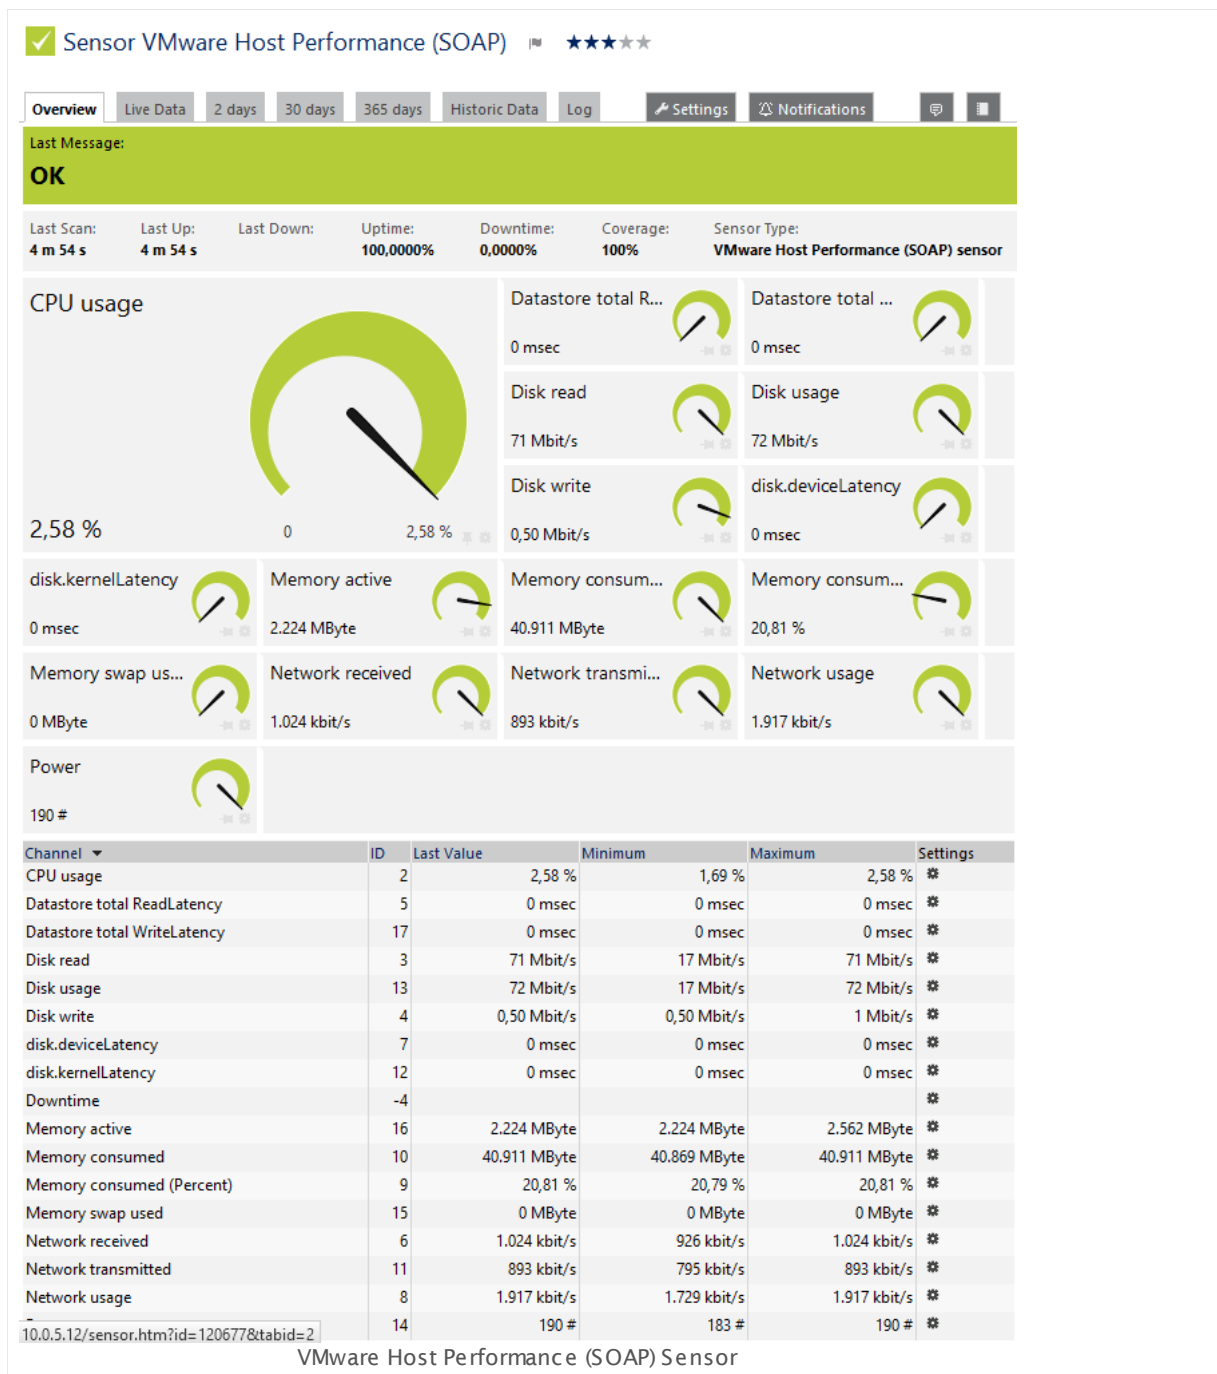 Sensor VMware Host Performance (SOAP)
Overview Live Data 2 days 30 days 365 days Historic Data Log Settings Notifications
Last Message:
OK
Last Scan: Last Up: Last Down: Uptime: Downtime: Coverage: Sensor Type:
4 m 54 s 4 m 54 s 100,0000% 0,0000% 100% VMware Host Performance (SOAP) sensor
CPU usage
2,58 %
0 2,58 %
Datastore total R...
0 msec
Datastore total ...
0 msec
Disk read
71 Mbit/s
Disk usage
72 Mbit/s
Disk write
0,50 Mbit/s
disk.deviceLatency
0 msec
disk.kernelLatency
0 msec
Memory active
2.224 MByte
Memory consum...
40.911 MByte
Memory consum...
20,81 %
Memory swap us...
0 MByte
Network received
1.024 kbit/s
Network transmi...
893 kbit/s
Network usage
1.917 kbit/s
Power
190 #
Channel ID Last Value Minimum Maximum Settings
CPU usage 2 2,58 % 1,69 % 2,58 %
Datastore total ReadLatency 5 0 msec 0 msec 0 msec
Datastore total WriteLatency 17 0 msec 0 msec 0 msec
Disk read 3 71 Mbit/s 17 Mbit/s 71 Mbit/s
Disk usage 13 72 Mbit/s 17 Mbit/s 72 Mbit/s
Disk write 4 0,50 Mbit/s 0,50 Mbit/s 1 Mbit/s
disk.deviceLatency 7 0 msec 0 msec 0 msec
disk.kernelLatency 12 0 msec 0 msec 0 msec
Downtime -4
Memory active 16 2.224 MByte 2.224 MByte 2.562 MByte
Memory consumed 10 40.911 MByte 40.869 MByte 40.911 MByte
Memory consumed (Percent) 9 20,81 % 20,79 % 20,81 %
Memory swap used 15 0 MByte 0 MByte 0 MByte
Network received 6 1.024 kbit/s 926 kbit/s 1.024 kbit/s
Network transmitted 11 893 kbit/s 795 kbit/s 893 kbit/s
Network usage 8 1.917 kbit/s 1.729 kbit/s 1.917 kbit/s
14 190 # 183 # 190 #
10.0.5.12/sensor.htm?id=120677&tabid=2
VMware Host Performance (SOAP) Sensor